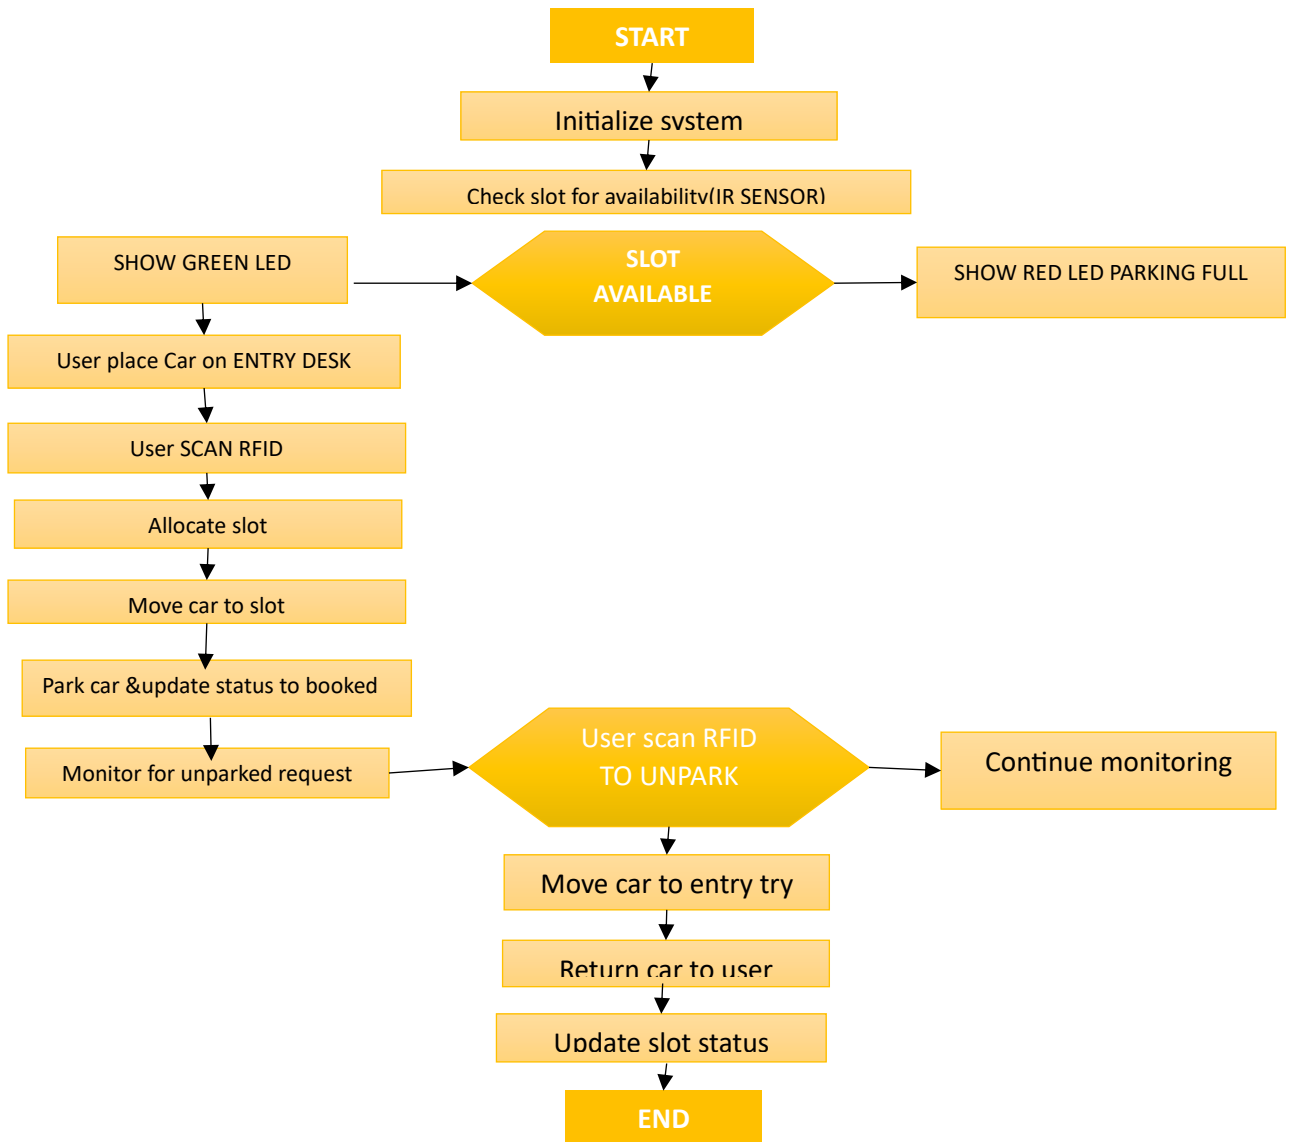 START
Initialize system
Check slot for availability(IR SENSOR)
SHOW GREEN LED
SLOT
AVAILABLE
SHOW RED LED PARKING FULL
User place Car on ENTRY DESK
User SCAN RFID
Allocate slot
Move car to slot
Park car &update status to booked
Monitor for unparked request
User scan RFID
TO UNPARK
Continue monitoring
Move car to entry try
Return car to user
Update slot status
END